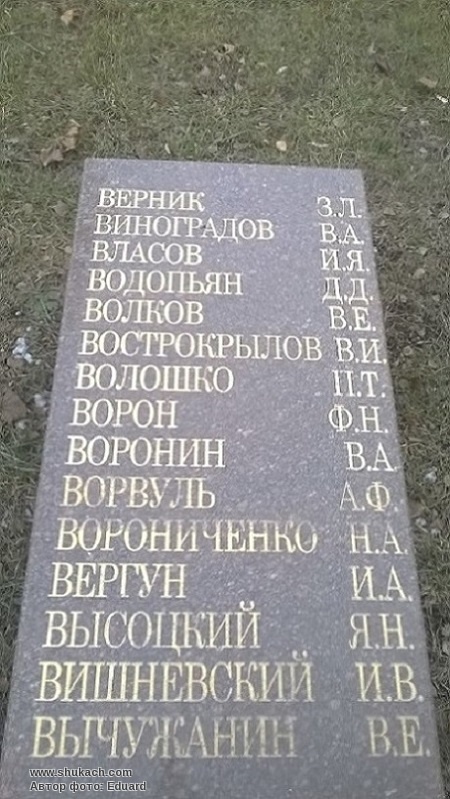 ВЕРНИК З.Л.
ВИНОГРАДОВ В.А.
ВЛАСОВ И.Я.
ВОДОПЬЯН Д.Д.
ВОЛКОВ В.Е.
ВОСТРОКРЫЛОВ В.И.
ВОЛОШКО П.Т.
ВОРОН Ф.Н.
ВОРОНИН В.А.
ВОРВУЛЬ А.Ф.
ВОРОНИЧЕНКО Н.А.
ВЕРГУН И.А.
ВЫСОЦКИЙ Я.Н.
ВИШНЕВСКИЙ И.В.
ВЫЧУЖАНИН В.Е.
www.shukach.com
Автор фото: Eduard